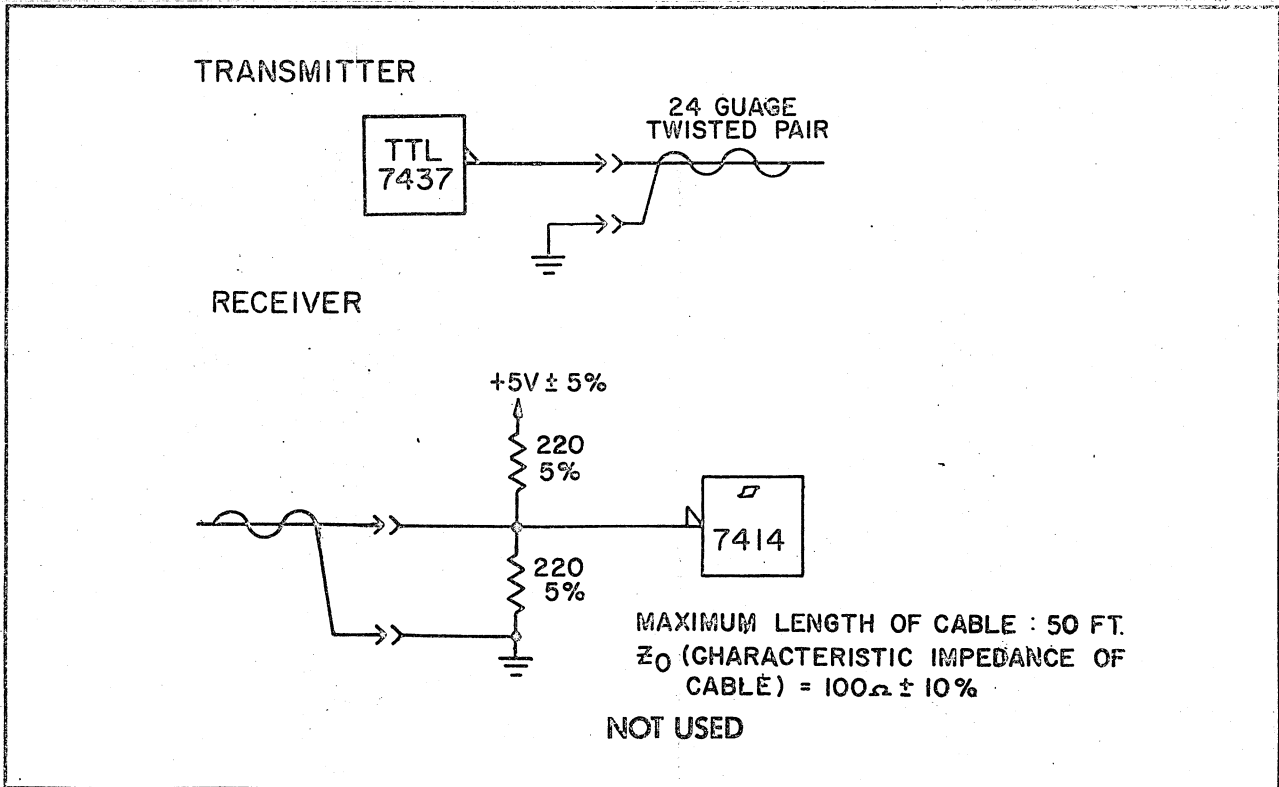 TRANSMITTER
24 GUAGE
TWISTED PAIR
TTL
7437
RECEIVER
+5V ± 5%
220
5%
7414
220
5%
MAXIMUM LENGTH OF CABLE : 50 FT.
Z₀ (CHARACTERISTIC IMPEDANCE OF
CABLE) = 100Ω ± 10%
NOT USED